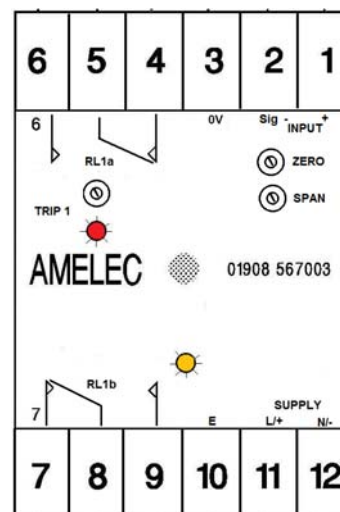 6 5 4 3 2 1
6 0V Sig - +
INPUT
RL1a ZERO
TRIP 1 SPAN
AMELEC 01908 567003
RL1b
SUPPLY
7 E L/+ N/-
7 8 9 10 11 12